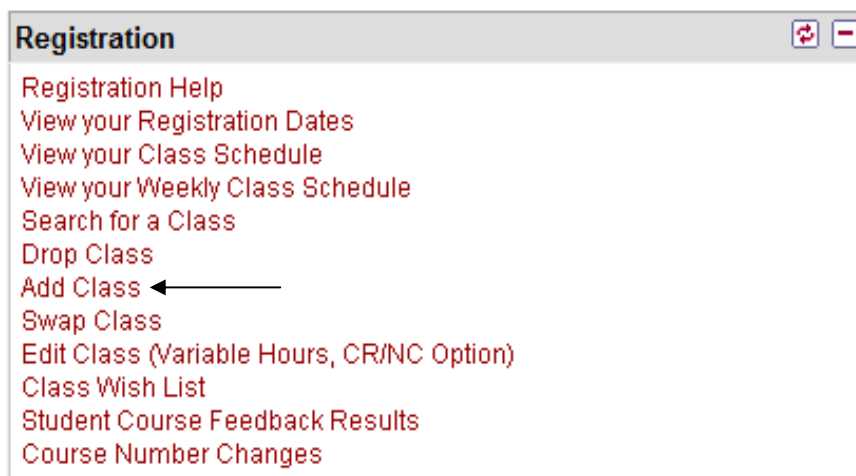 Registration
Registration Help
View your Registration Dates
View your Class Schedule
View your Weekly Class Schedule
Search for a Class
Drop Class
Add Class
Swap Class
Edit Class (Variable Hours, CR/NC Option)
Class Wish List
Student Course Feedback Results
Course Number Changes